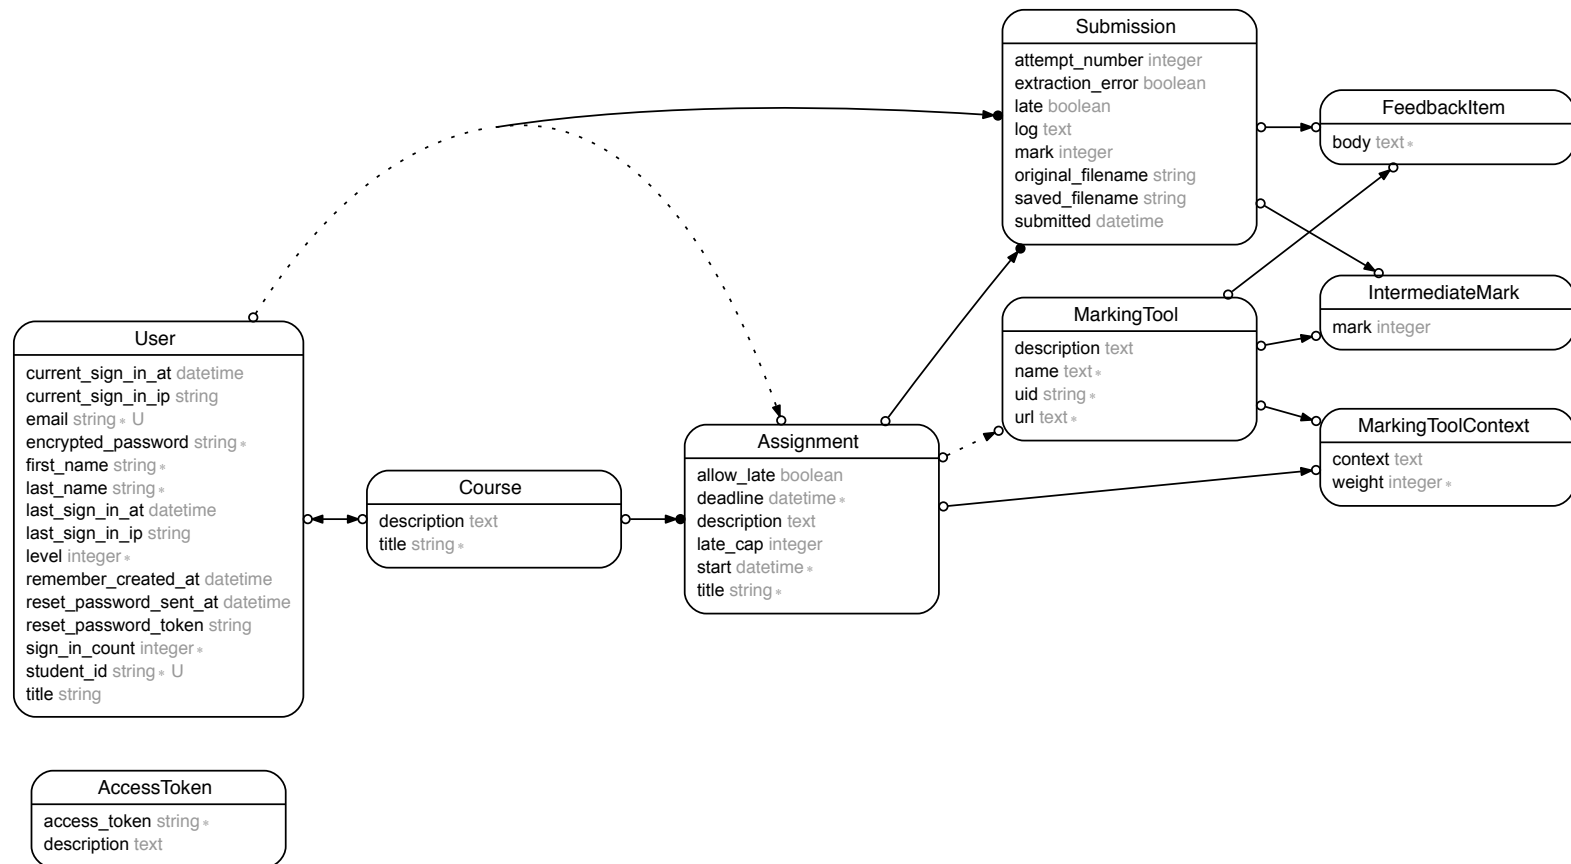 Submission
attempt_number integer
extraction_error boolean
late boolean
log text
mark integer
original_filename string
saved_filename string
submitted datetime
FeedbackItem
body text ∗
User
current_sign_in_at datetime
current_sign_in_ip string
email string ∗ U
encrypted_password string ∗
first_name string ∗
last_name string ∗
last_sign_in_at datetime
last_sign_in_ip string
level integer ∗
remember_created_at datetime
reset_password_sent_at datetime
reset_password_token string
sign_in_count integer ∗
student_id string ∗ U
title string
Course
description text
title string ∗
Assignment
allow_late boolean
deadline datetime ∗
description text
late_cap integer
start datetime ∗
title string ∗
MarkingTool
description text
name text ∗
uid string ∗
url text ∗
IntermediateMark
mark integer
MarkingToolContext
context text
weight integer ∗
AccessToken
access_token string ∗
description text